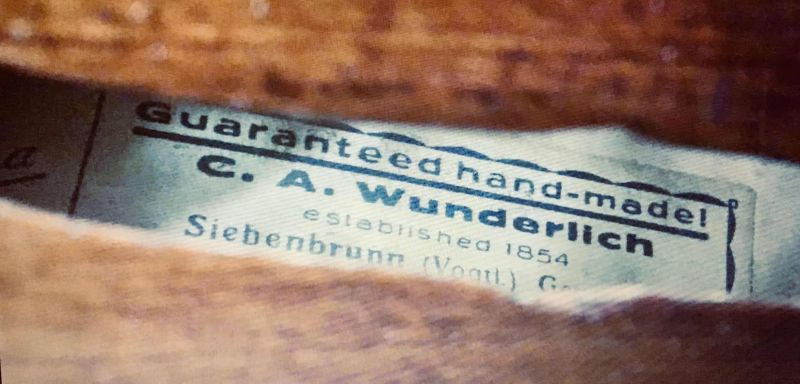 Guaranteed hand-made!
C. A. Wunderlich
established 1854
Siebenbrunn (Vogtl.)
a